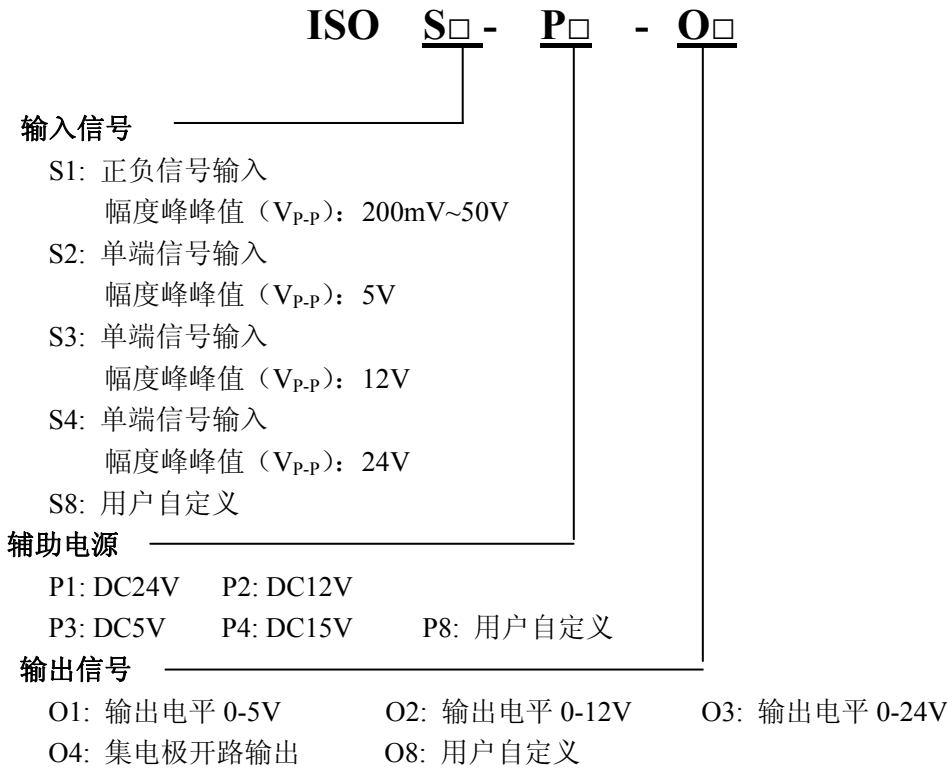 ISO S□ - P□ - O□
输入信号
S1: 正负信号输入
幅度峰峰值（VP-P）：200mV~50V
S2: 单端信号输入
幅度峰峰值（VP-P）：5V
S3: 单端信号输入
幅度峰峰值（VP-P）：12V
S4: 单端信号输入
幅度峰峰值（VP-P）：24V
S8: 用户自定义
辅助电源
P1: DC24V P2: DC12V
P3: DC5V P4: DC15V P8: 用户自定义
输出信号
O1: 输出电平 0-5V O2: 输出电平 0-12V O3: 输出电平 0-24V
O4: 集电极开路输出 O8: 用户自定义